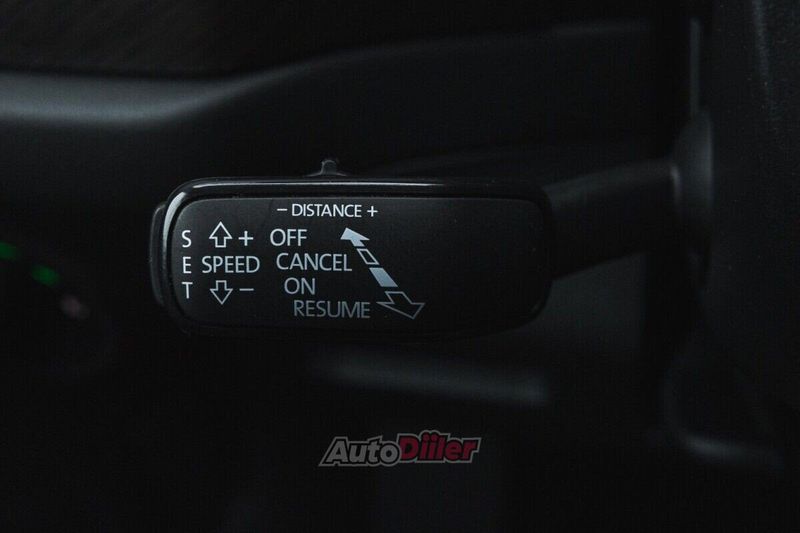 − DISTANCE +
S + OFF
E SPEED CANCEL
T − ON
RESUME
AutoDiiler